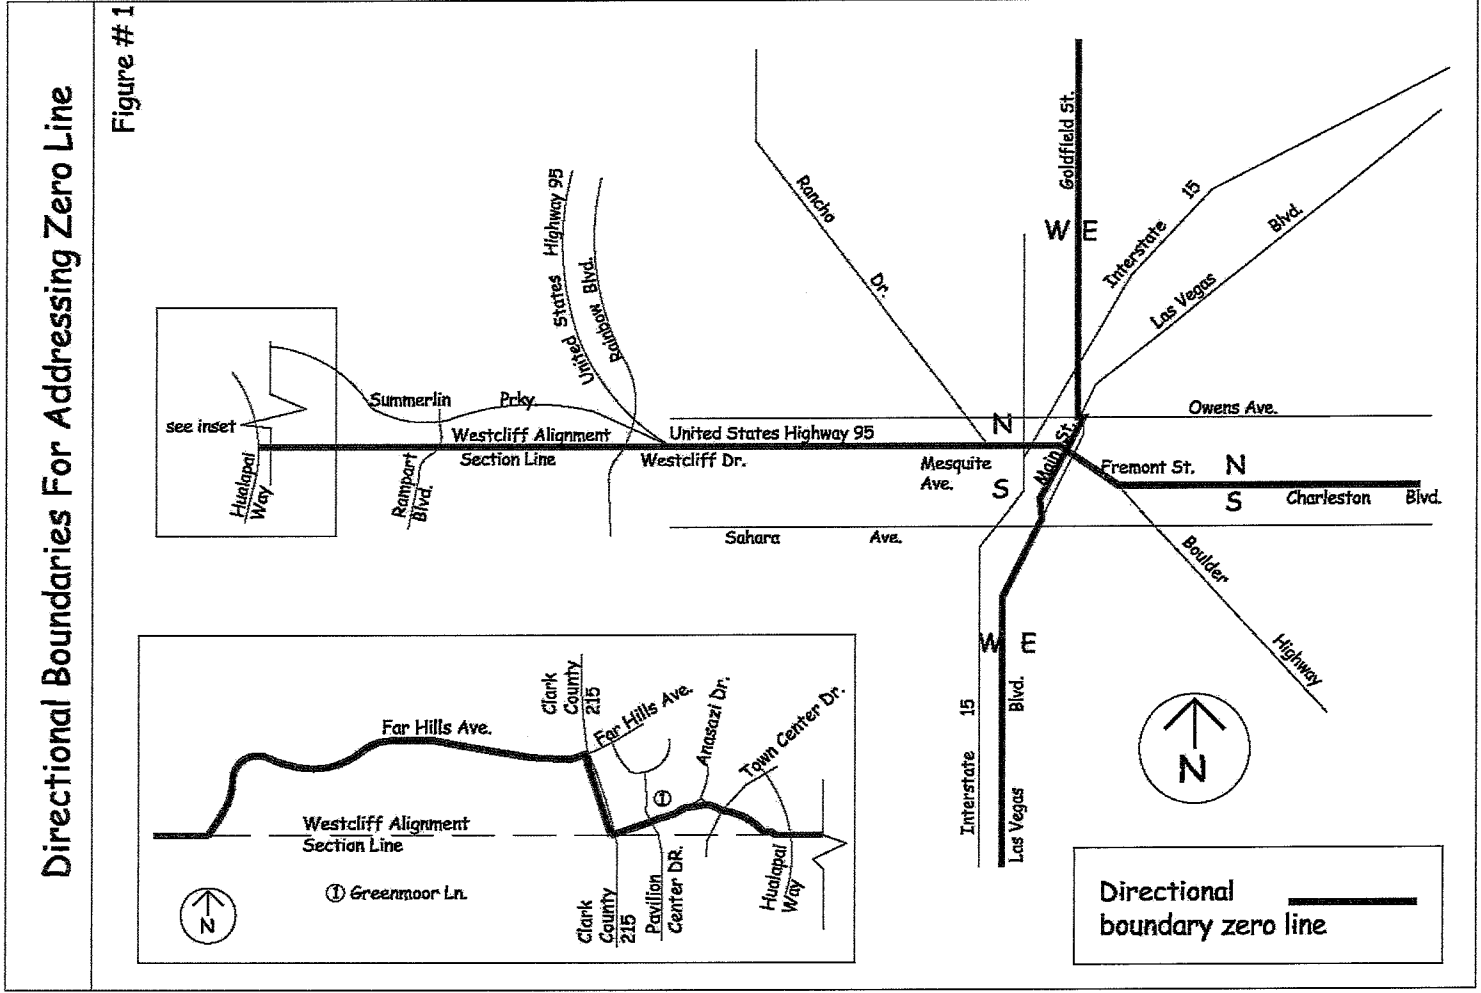 Directional Boundaries For Addressing Zero Line
Figure # 1
Goldfield St.
W E
Rancho
Dr.
Interstate 15
Las Vegas Blvd.
United States Highway 95
Rainbow Blvd.
see inset
Summerlin Prky.
Owens Ave.
N
Westcliff Alignment
United States Highway 95
Section Line
Westcliff Dr.
Main St.
Mesquite
Ave.
S
Fremont St.
N
S
Charleston Blvd.
Hualapal
Way
Rampart
Blvd.
Sahara Ave.
Boulder
Highway
W E
Interstate 15
Las Vegas Blvd.
N
Clark
County
215
Far Hills Ave.
Far Hills Ave.
Anasazi Dr.
Town Center Dr.
1
Westcliff Alignment
Section Line
1 Greenmoor Ln.
N
Clark
County
215
Pavilion
Center DR.
Hualapal
Way
Directional
boundary zero line